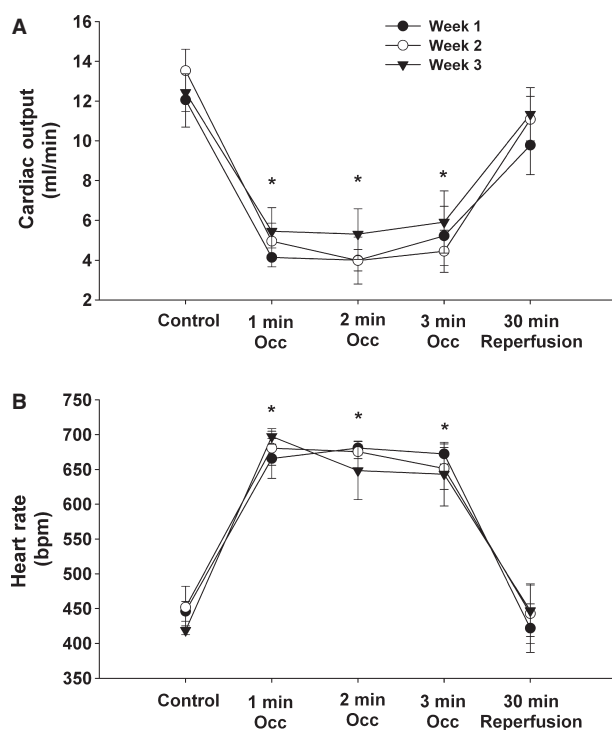 A
16
14
12
10
8
6
4
2
Cardiac output
(ml/min)
Week 1
Week 2
Week 3
* * *
Control 1 min 2 min 3 min 30 min
Occ Occ Occ Reperfusion
B
750
700
650
600
550
500
450
400
350
Heart rate
(bpm)
* * *
Control 1 min 2 min 3 min 30 min
Occ Occ Occ Reperfusion